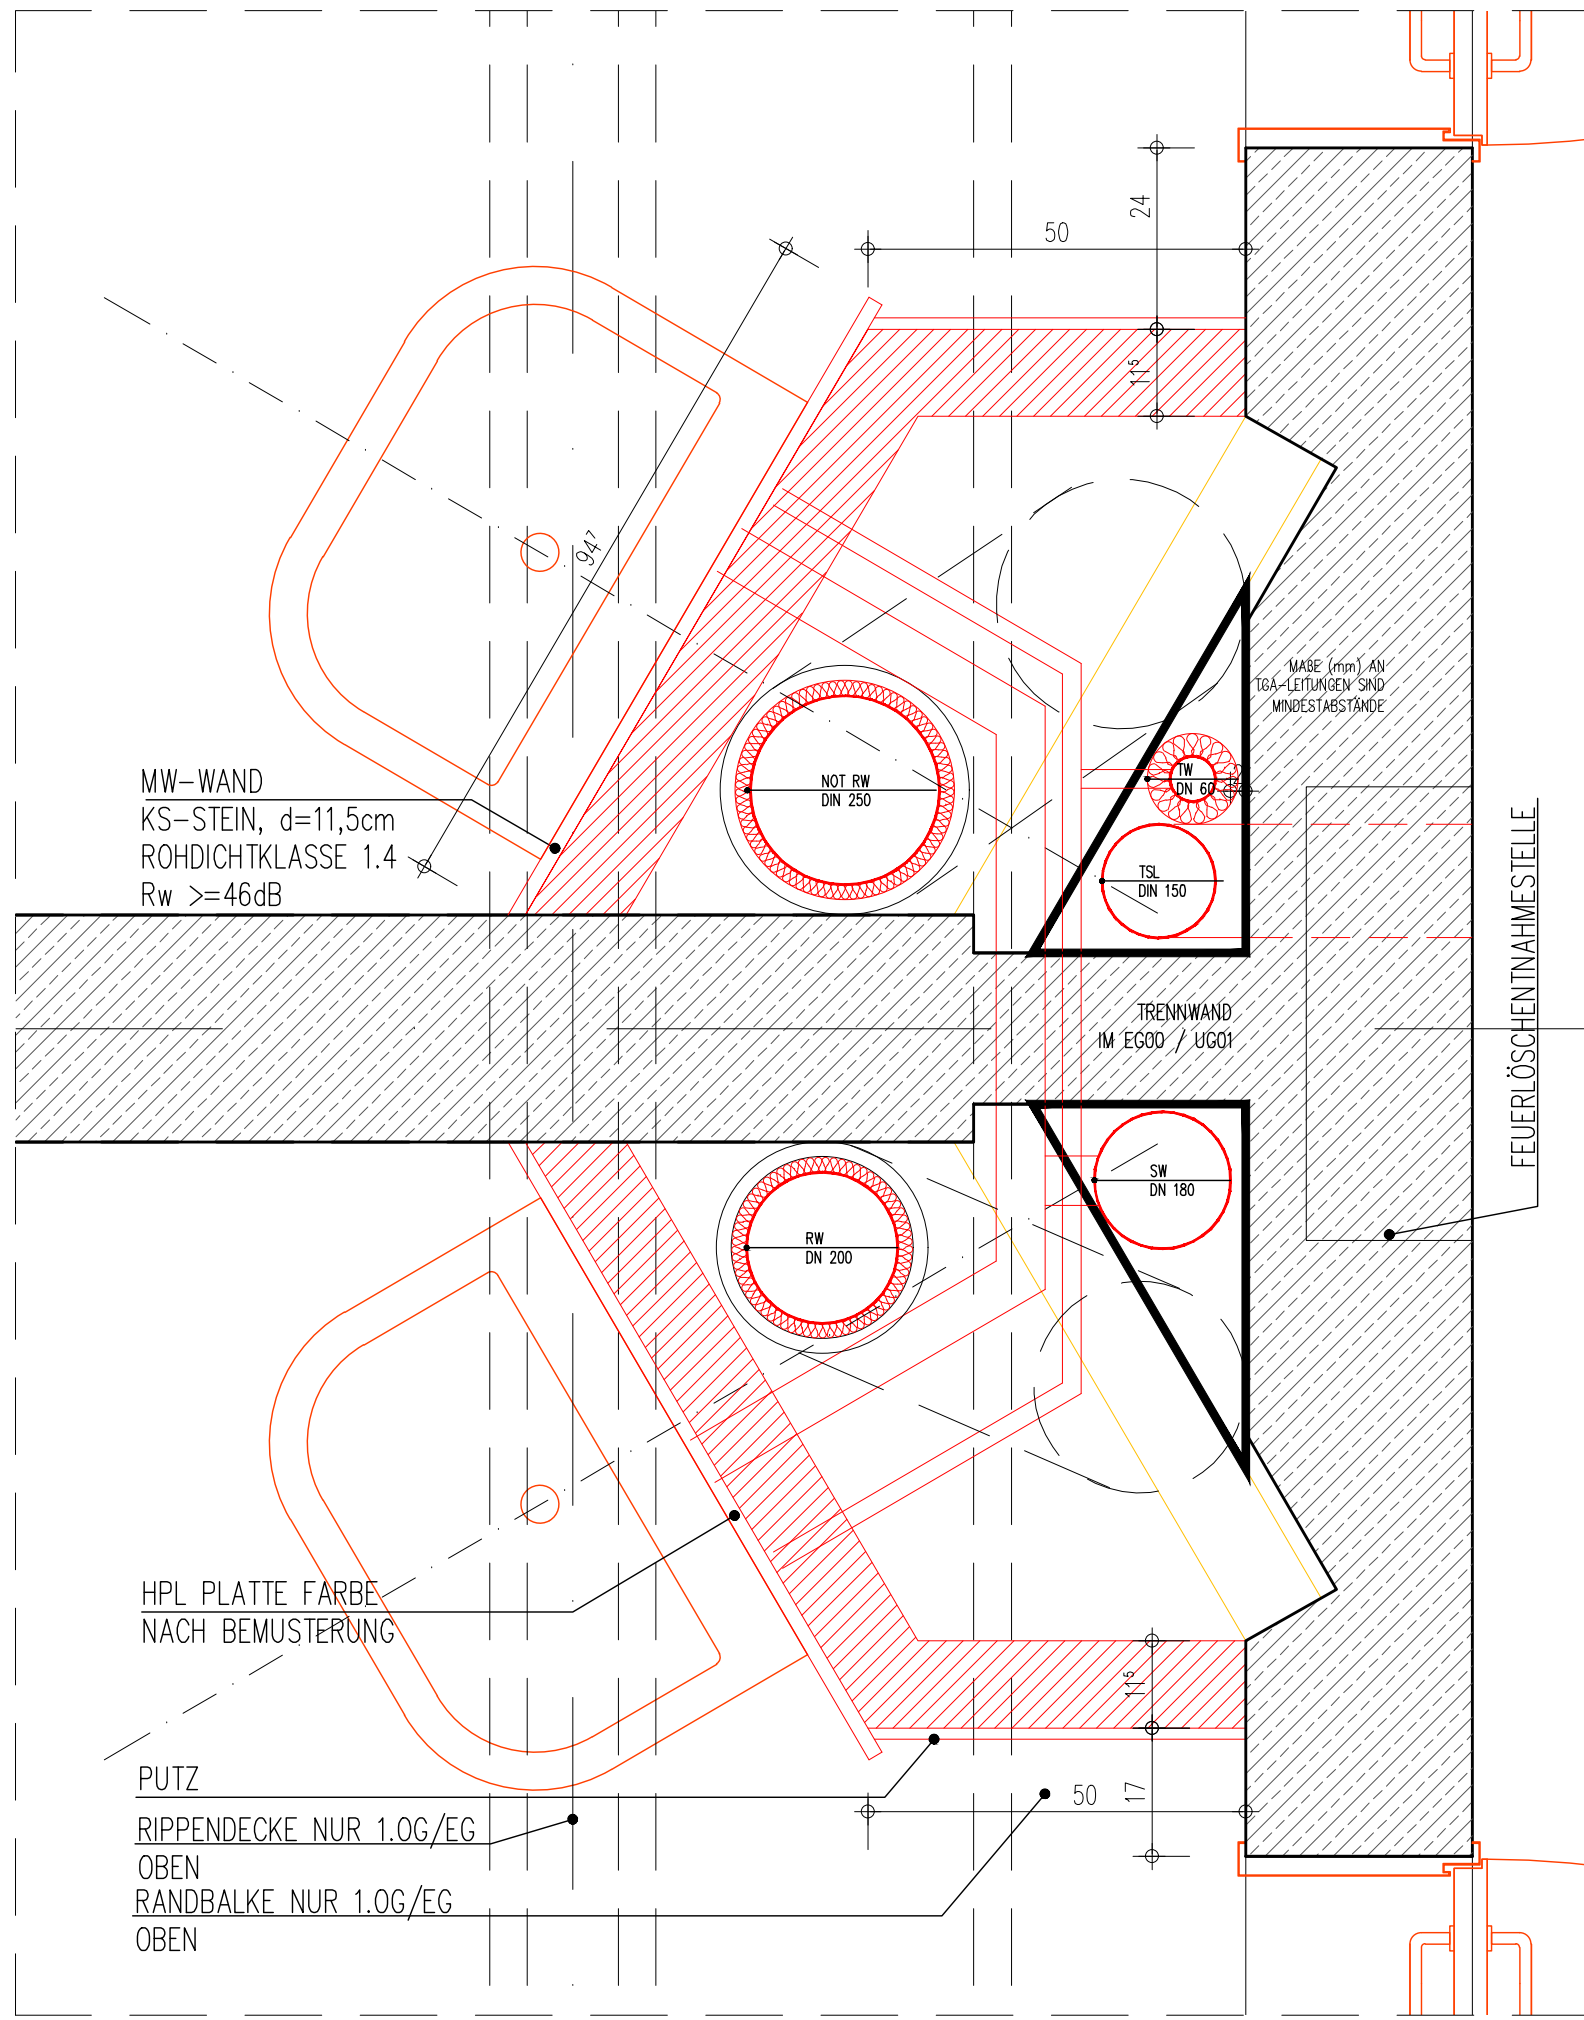 24
50
11⁵
94⁷
MAßE (mm) AN
TGA-LEITUNGEN SIND
MINDESTABSTÄNDE
MW-WAND
KS-STEIN, d=11,5cm
ROHDICHTKLASSE 1.4
Rw >=46dB
NOT RW
DIN 250
TW
DN 60
TSL
DIN 150
FEUERLÖSCHENTNAHMESTELLE
TRENNWAND
IM EG00 / UG01
SW
DN 180
RW
DN 200
HPL PLATTE FARBE
NACH BEMUSTERUNG
11⁵
PUTZ
50
17
RIPPENDECKE NUR 1.OG/EG
OBEN
RANDBALKE NUR 1.OG/EG
OBEN